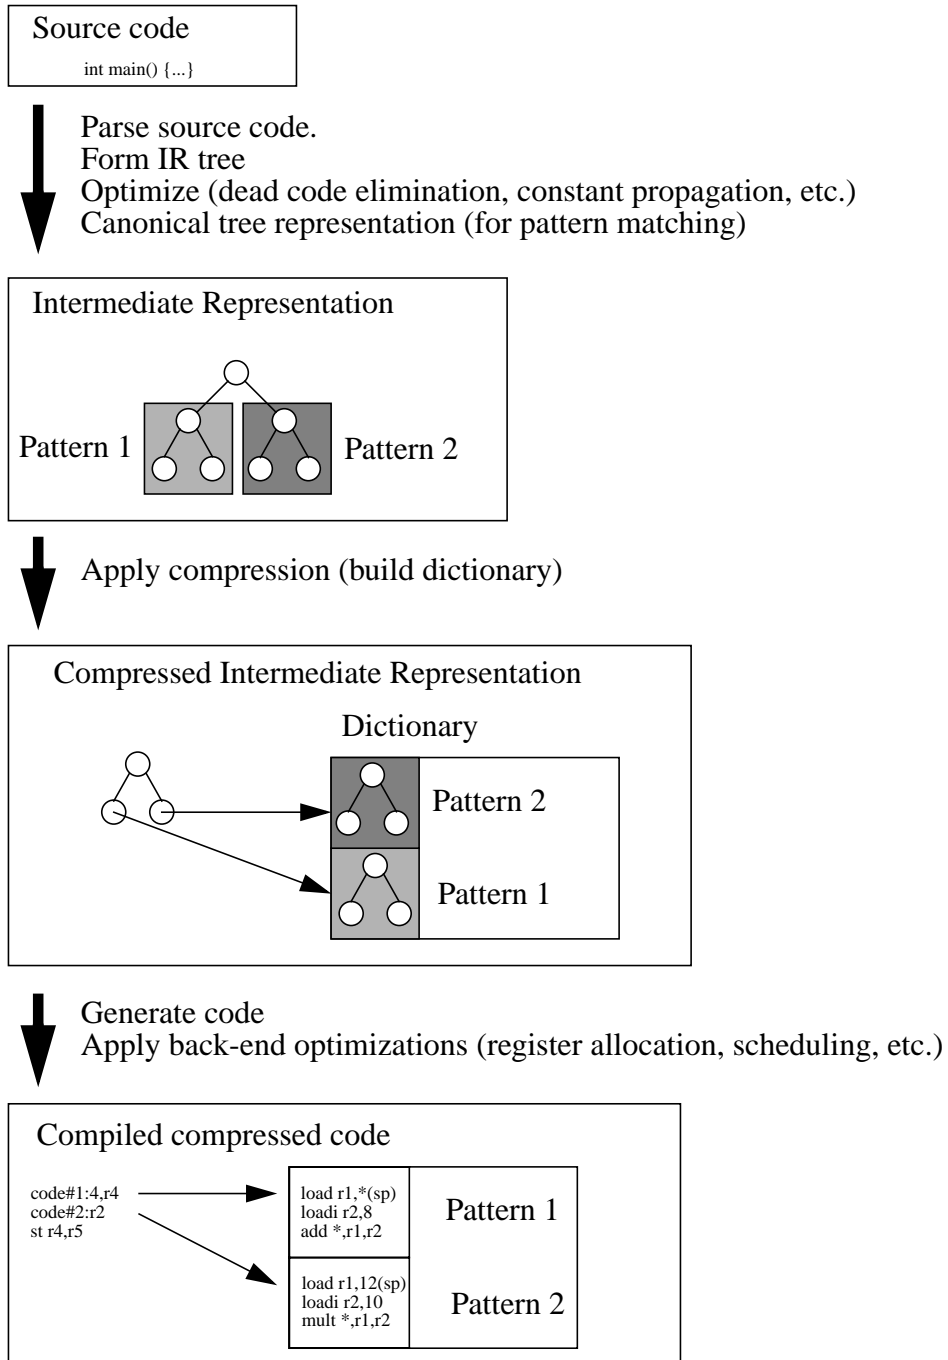 Source code
int main() {...}
Parse source code.
Form IR tree
Optimize (dead code elimination, constant propagation, etc.)
Canonical tree representation (for pattern matching)
Intermediate Representation
Pattern 1
Pattern 2
Apply compression (build dictionary)
Compressed Intermediate Representation
Dictionary
Pattern 2
Pattern 1
Generate code
Apply back-end optimizations (register allocation, scheduling, etc.)
Compiled compressed code
code#1:4,r4
code#2:r2
st r4,r5
load r1,*(sp)
loadi r2,8
add *,r1,r2
Pattern 1
load r1,12(sp)
loadi r2,10
mult *,r1,r2
Pattern 2